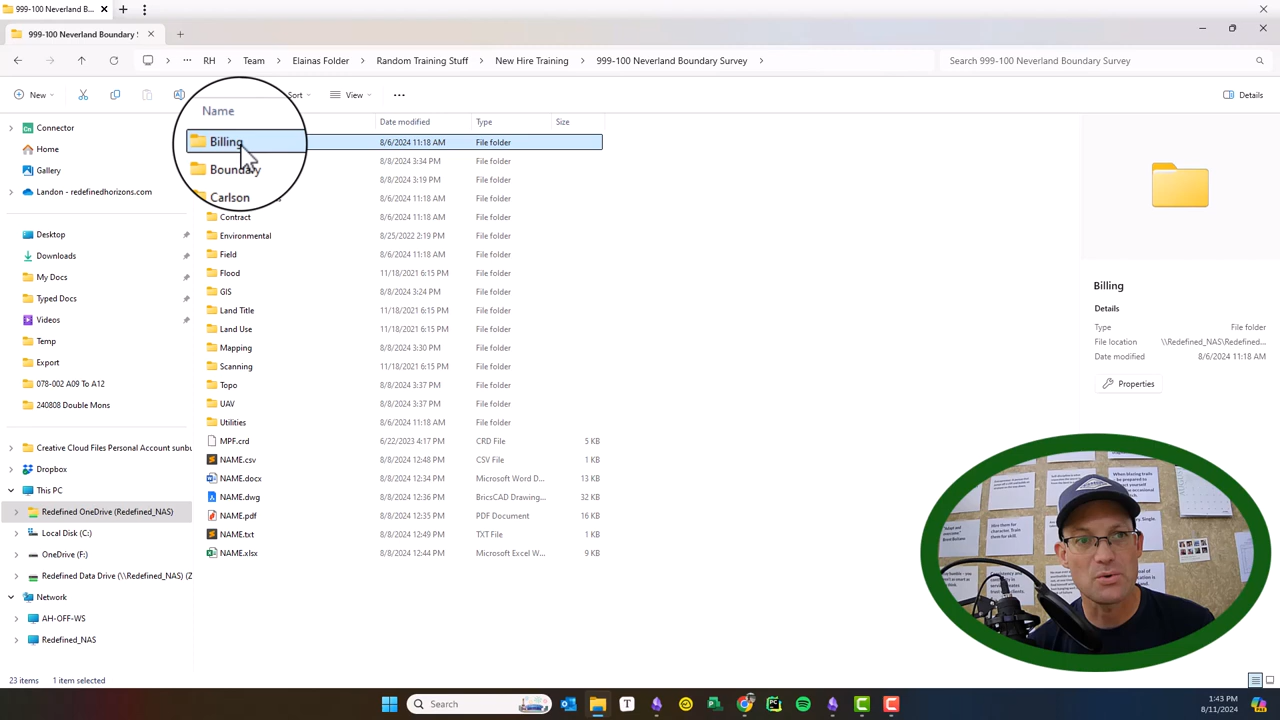 999-100 Neverland B...
999-100 Neverland Boundary S
RH > Team > Elainas Folder > Random Training Stuff > New Hire Training > 999-100 Neverland Boundary Survey >
Search 999-100 Neverland Boundary Survey
New
Sort
View
Details
Name
Date modified
Type
Size
Billing
8/6/2024 11:18 AM
File folder
Boundary
8/8/2024 3:34 PM
File folder
Carlson
8/8/2024 3:19 PM
File folder
8/6/2024 11:18 AM
File folder
Contract
8/6/2024 11:18 AM
File folder
Environmental
8/25/2022 2:19 PM
File folder
Field
8/6/2024 11:18 AM
File folder
Flood
11/18/2021 6:15 PM
File folder
GIS
8/8/2024 3:24 PM
File folder
Land Title
11/18/2021 6:15 PM
File folder
Land Use
11/18/2021 6:15 PM
File folder
Mapping
8/8/2024 3:30 PM
File folder
Scanning
11/18/2021 6:15 PM
File folder
Topo
8/8/2024 3:37 PM
File folder
UAV
8/8/2024 3:37 PM
File folder
Utilities
8/6/2024 11:18 AM
File folder
MPF.crd
6/22/2023 4:17 PM
CRD File
5 KB
NAME.csv
8/8/2024 12:48 PM
CSV File
1 KB
NAME.docx
8/8/2024 12:34 PM
Microsoft Word D...
13 KB
NAME.dwg
8/8/2024 12:36 PM
BricsCAD Drawing...
32 KB
NAME.pdf
8/8/2024 12:35 PM
PDF Document
16 KB
NAME.txt
8/8/2024 12:49 PM
TXT File
1 KB
NAME.xlsx
8/8/2024 12:44 PM
Microsoft Excel W...
9 KB
Connector
Home
Gallery
Landon - redefinedhorizons.com
Desktop
Downloads
My Docs
Typed Docs
Videos
Temp
Export
078-002 A09 To A12
240808 Double Mons
Creative Cloud Files Personal Account sunbu
Dropbox
This PC
Redefined OneDrive (Redefined_NAS)
Local Disk (C:)
OneDrive (F:)
Redefined Data Drive (\\Redefined_NAS) (Z
Network
AH-OFF-WS
Redefined_NAS
Billing
Details
Type
File folder
File location
\\Redefined_NAS\Redefined...
Date modified
8/6/2024 11:18 AM
Properties
23 items
1 item selected
Search
1:43 PM
8/11/2024